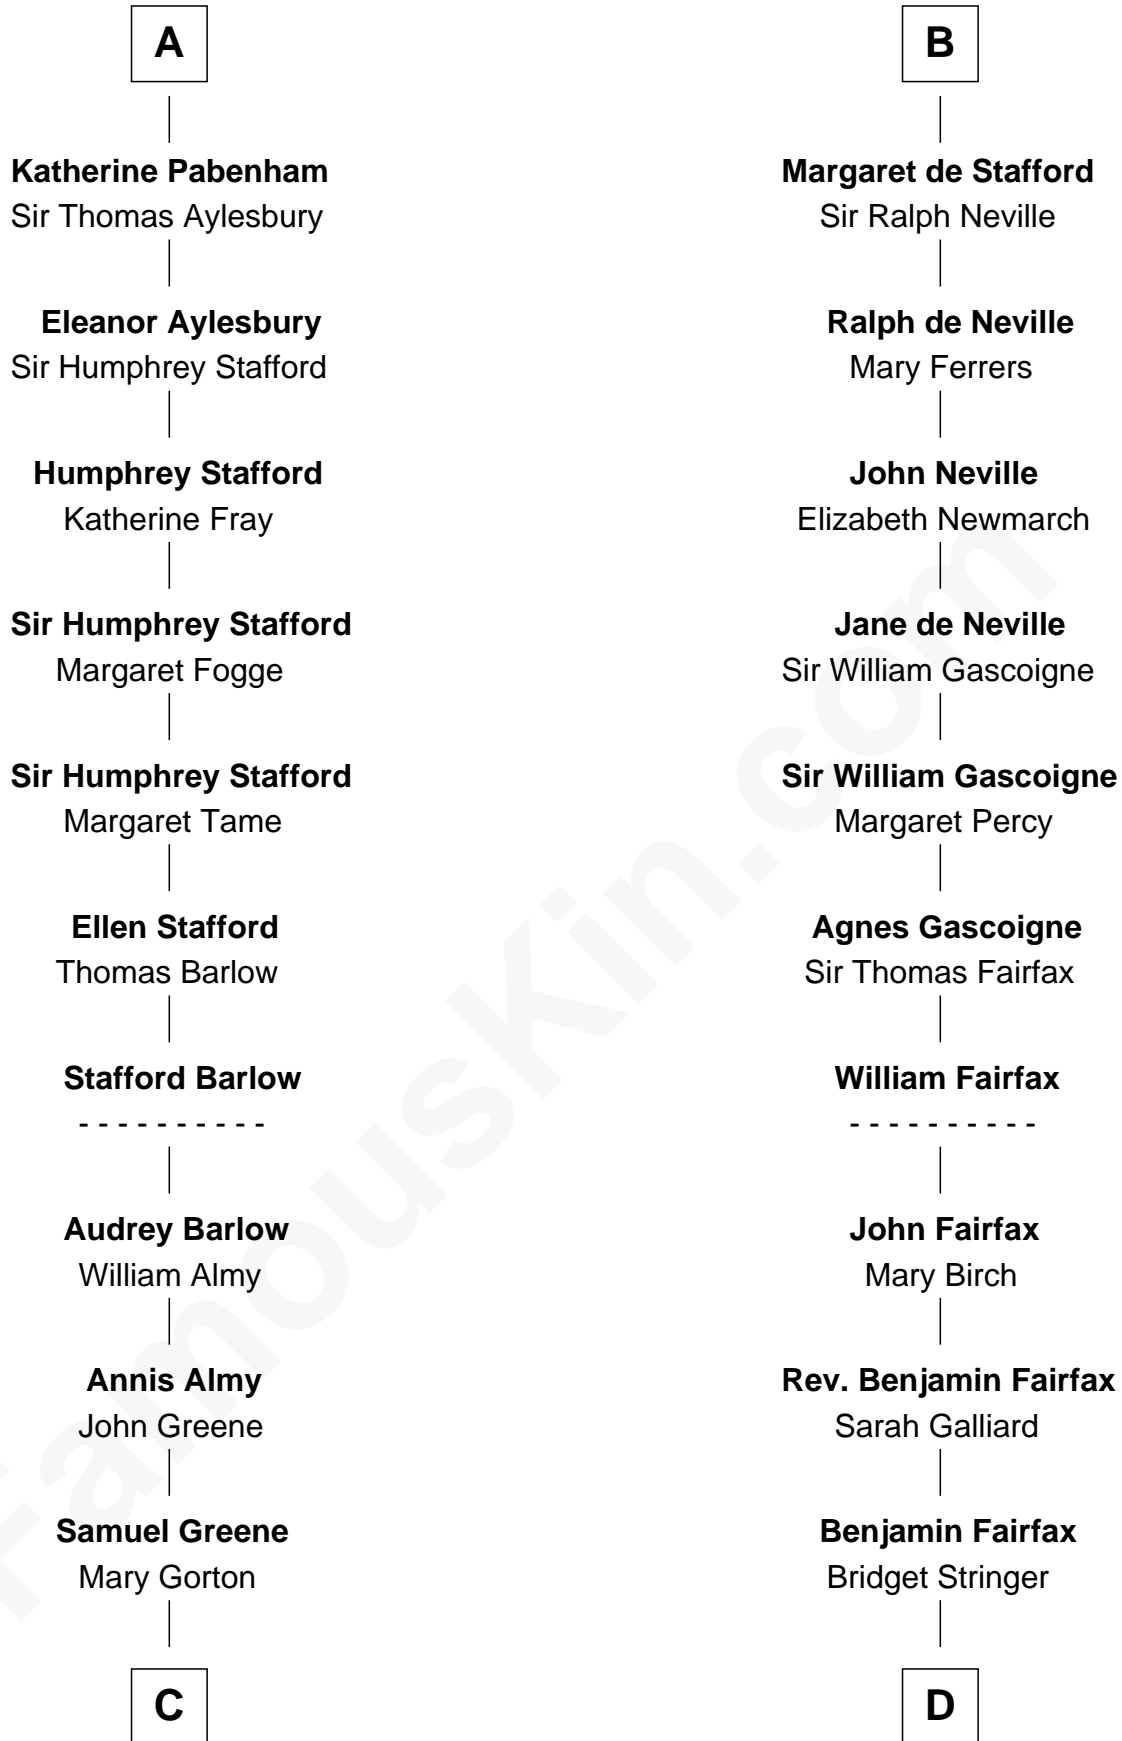 A
Katherine Pabenham
Sir Thomas Aylesbury
Eleanor Aylesbury
Sir Humphrey Stafford
Humphrey Stafford
Katherine Fray
Sir Humphrey Stafford
Margaret Fogge
Sir Humphrey Stafford
Margaret Tame
Ellen Stafford
Thomas Barlow
Stafford Barlow
- - - - - - - - - -
Audrey Barlow
William Almy
Annis Almy
John Greene
Samuel Greene
Mary Gorton
C
B
Margaret de Stafford
Sir Ralph Neville
Ralph de Neville
Mary Ferrers
John Neville
Elizabeth Newmarch
Jane de Neville
Sir William Gascoigne
Sir William Gascoigne
Margaret Percy
Agnes Gascoigne
Sir Thomas Fairfax
William Fairfax
- - - - - - - - - -
John Fairfax
Mary Birch
Rev. Benjamin Fairfax
Sarah Galliard
Benjamin Fairfax
Bridget Stringer
D
FamousKin.com